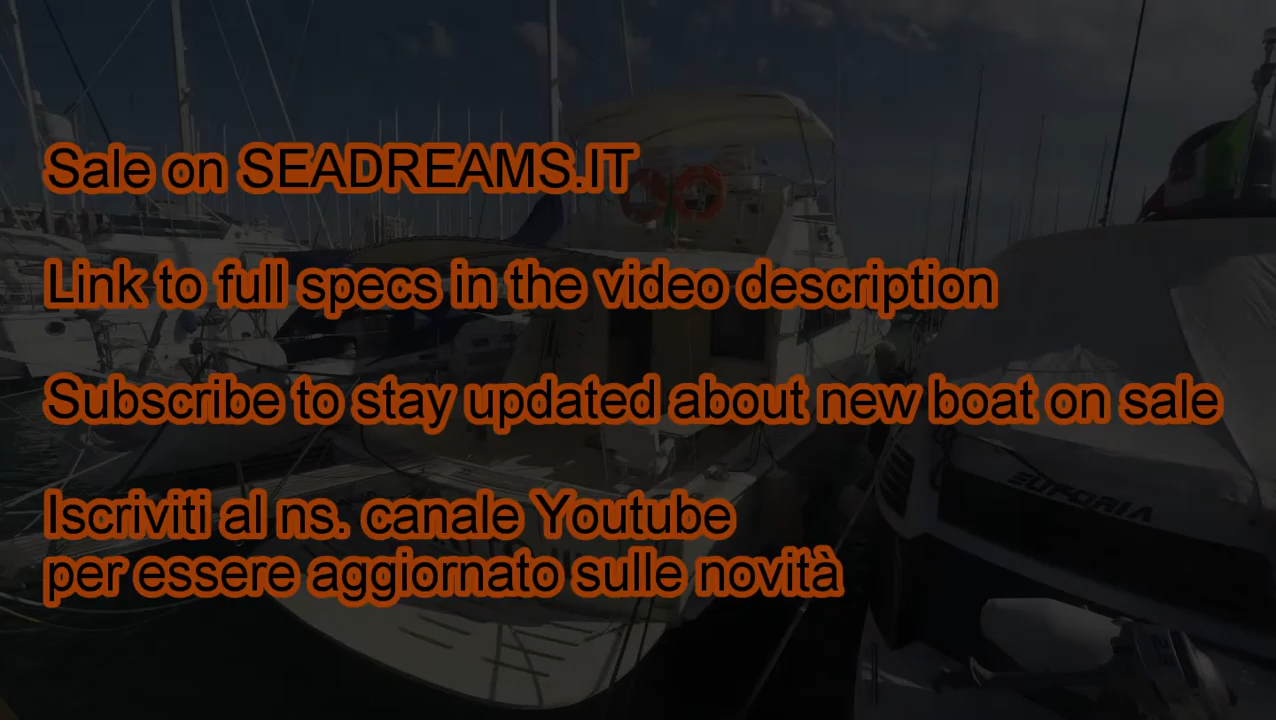 Sale on SEADREAMS.IT
Link to full specs in the video description
Subscribe to stay updated about new boat on sale
Iscriviti al ns. canale Youtube
per essere aggiornato sulle novità
EUFORIA